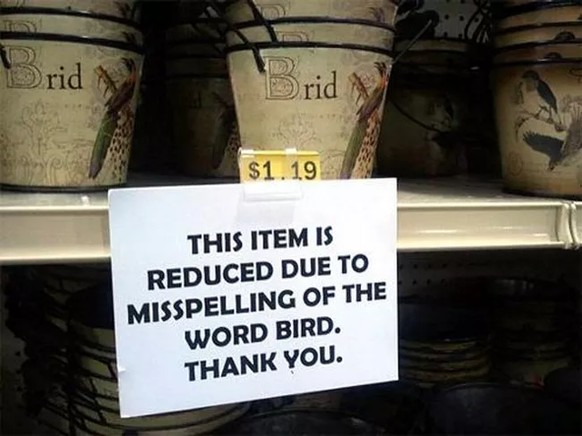 Brid
Brid
$1.19
THIS ITEM IS
REDUCED DUE TO
MISSPELLING OF THE
WORD BIRD.
THANK YOU.